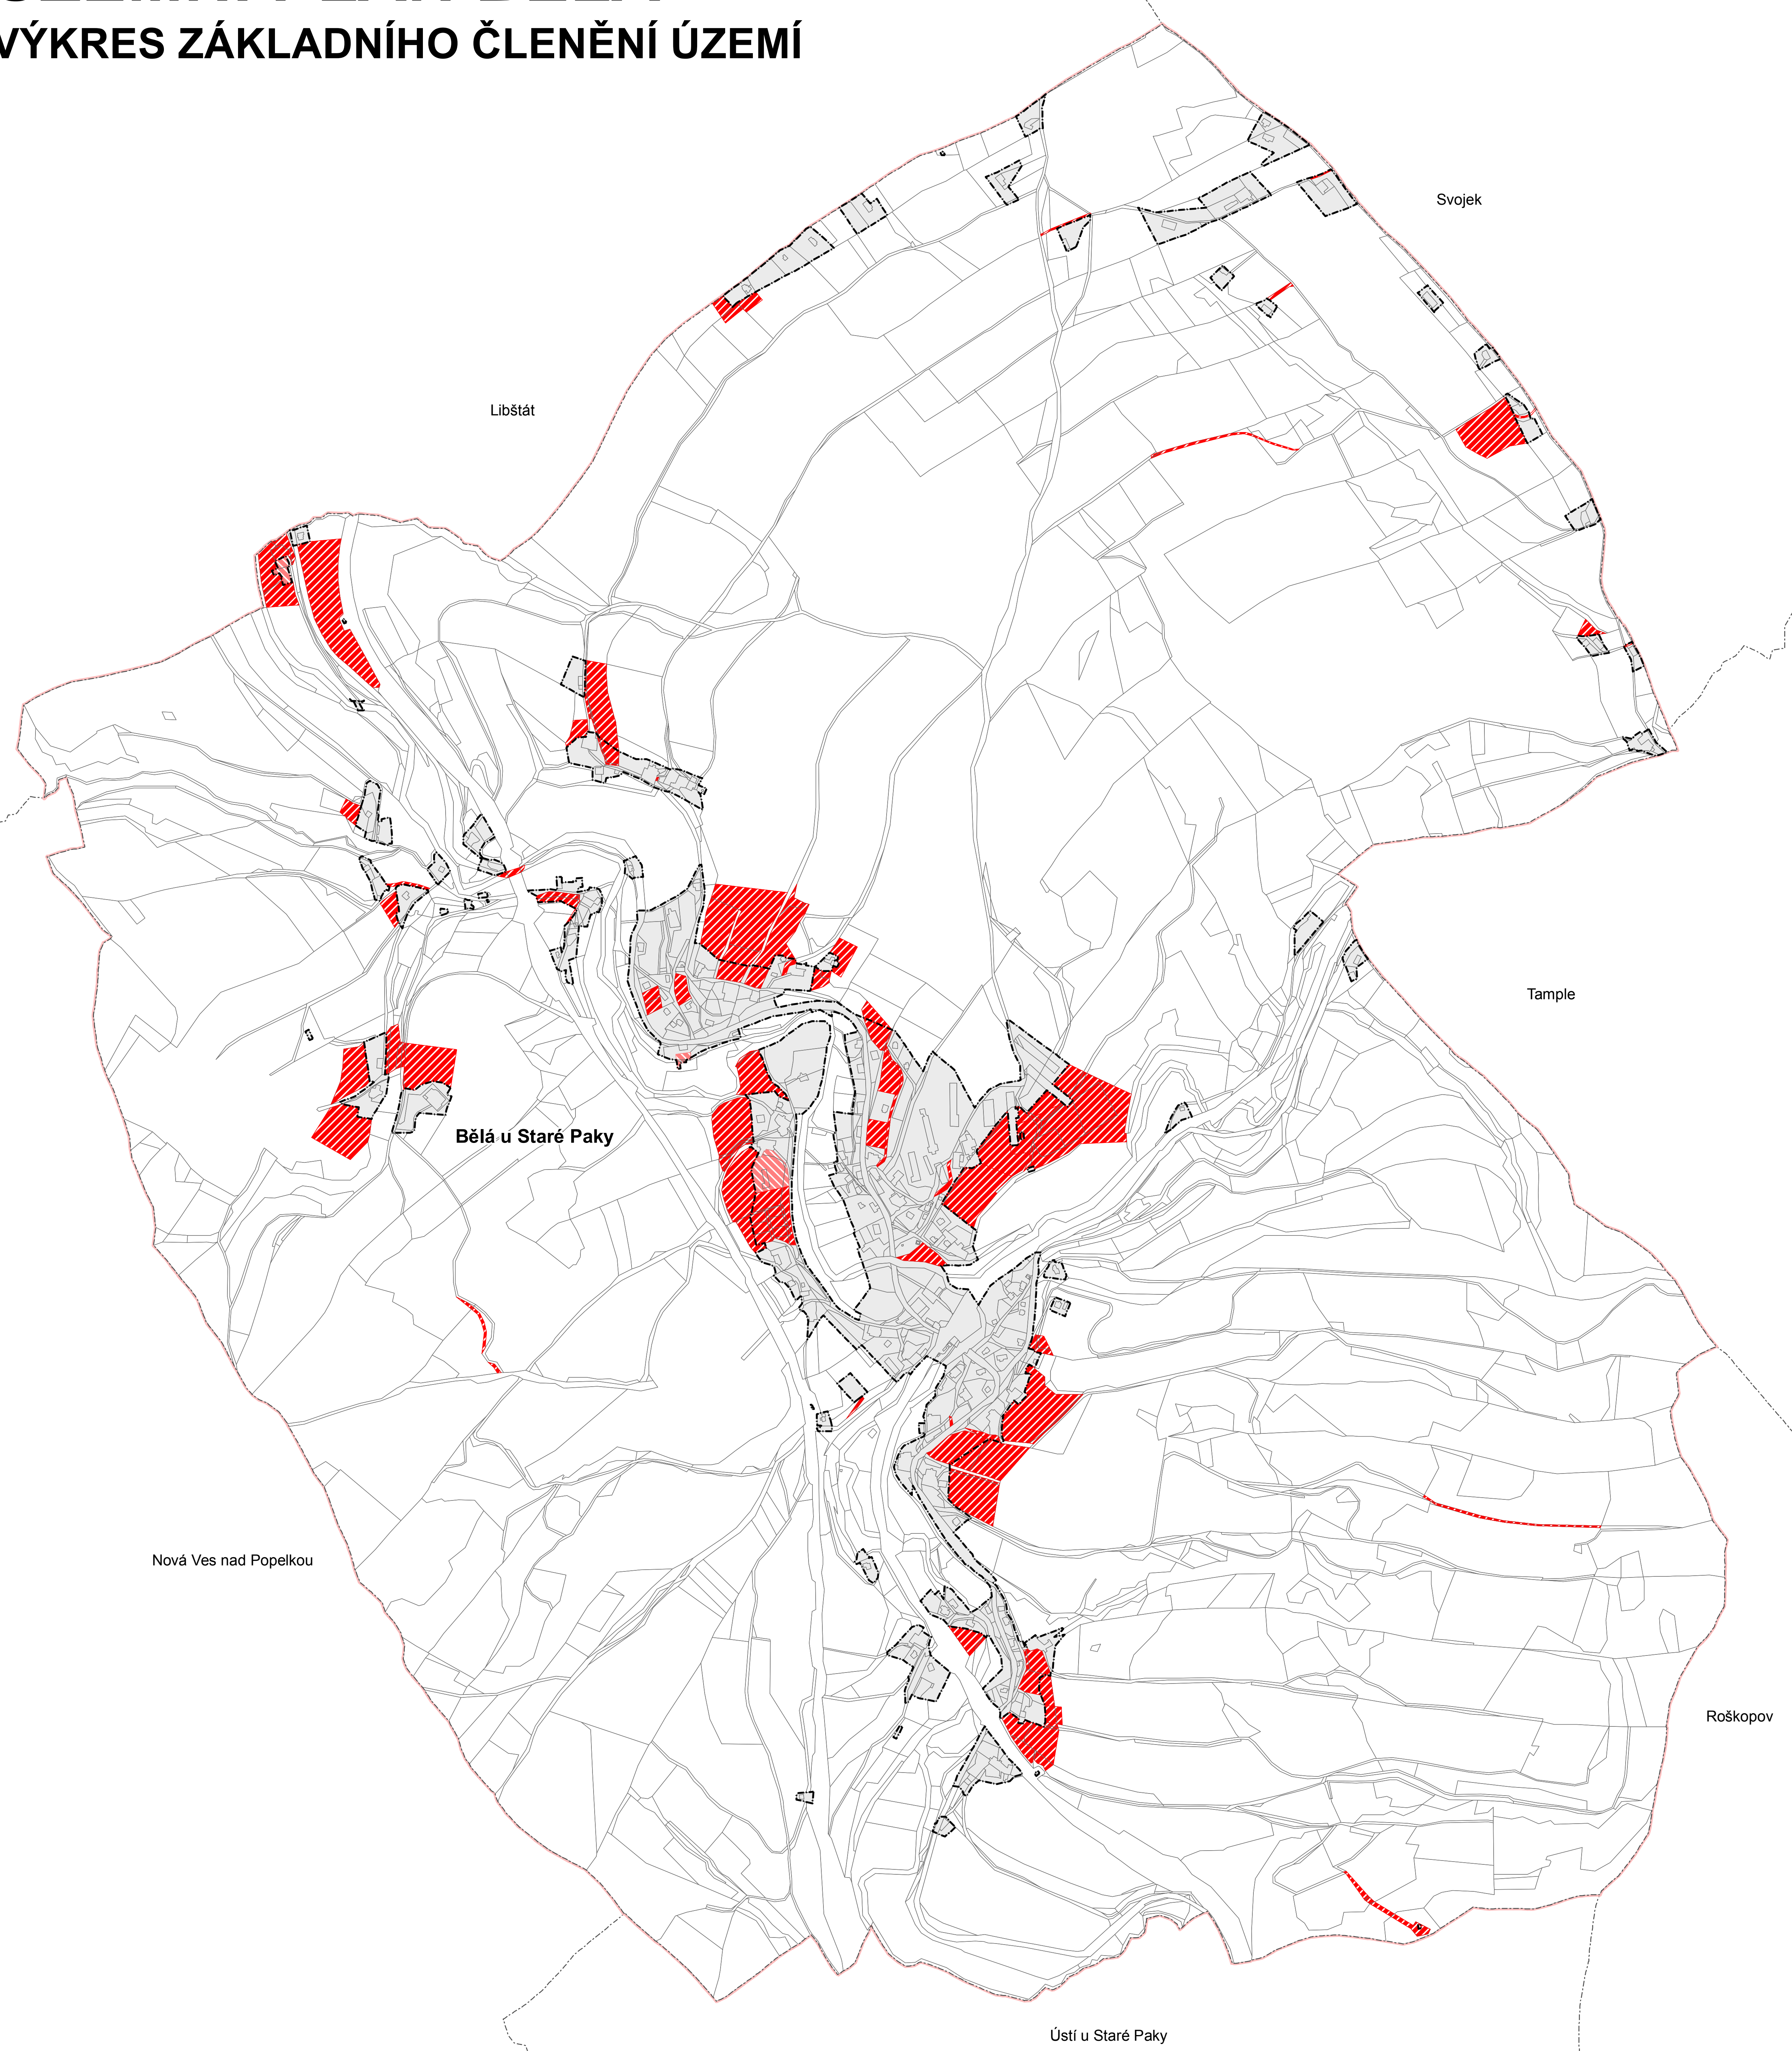 VÝKRES ZÁKLADNÍHO ČLENĚNÍ ÚZEMÍ
Svojek
Libštát
Tample
Bělá u Staré Paky
Nová Ves nad Popelkou
Roškopov
Ústí u Staré Paky